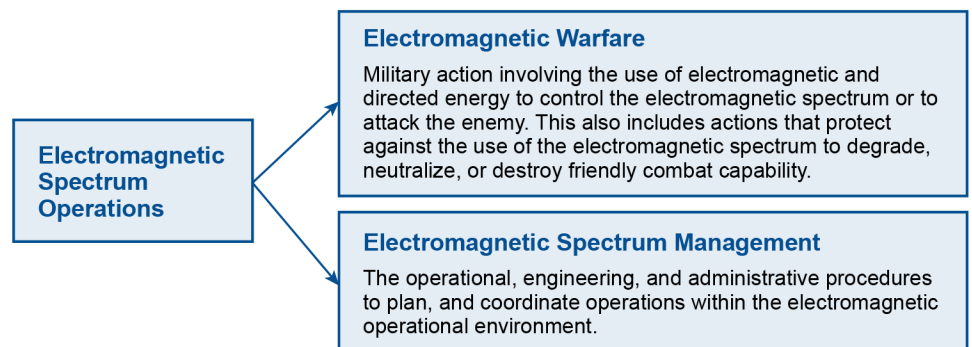 Electromagnetic
Spectrum
Operations
Electromagnetic Warfare
Military action involving the use of electromagnetic and
directed energy to control the electromagnetic spectrum or to
attack the enemy. This also includes actions that protect
against the use of the electromagnetic spectrum to degrade,
neutralize, or destroy friendly combat capability.
Electromagnetic Spectrum Management
The operational, engineering, and administrative procedures
to plan, and coordinate operations within the electromagnetic
operational environment.